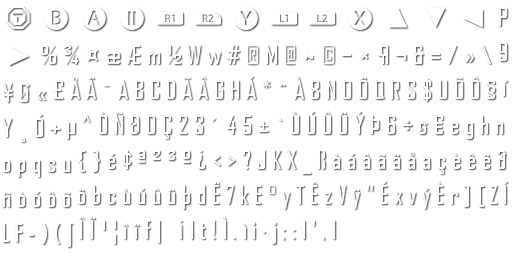 T B A II R1 R2 Y L1 L2 X △ ▽ ◁ P
▷ % ¾ ¤ æ Æ m ½ W w # ® M @ ~ © – × ¶ ¬ & = / » \ 9
¥ Ø « E Â Ã ¨ A B C D Ä Å G H Á * ˜ À 8 N D Ö Q R S $ U Õ Ô §
Y ¸ Ó + µ ^ Ò Ñ Ð O Ç 2 3 ´ 4 5 ± ` Ù Ú Û Ü Ý Þ 6 ÷ g E e g h n
o p q s u { } é ¢ ª ² ³ º ¿ < > ? J K X _ ß à á â ã ä a ç è ê ë ð
ñ ò ó ô õ ö b c ù ú û ü þ d Ë 7 k E º y T Ê z V ÿ " É x v ý È r ] [ Z Í
L F - ) ( J Î Ï ¹ ¦ î ï f | ì l t ! Ì . ï i · j ; : í ' . I